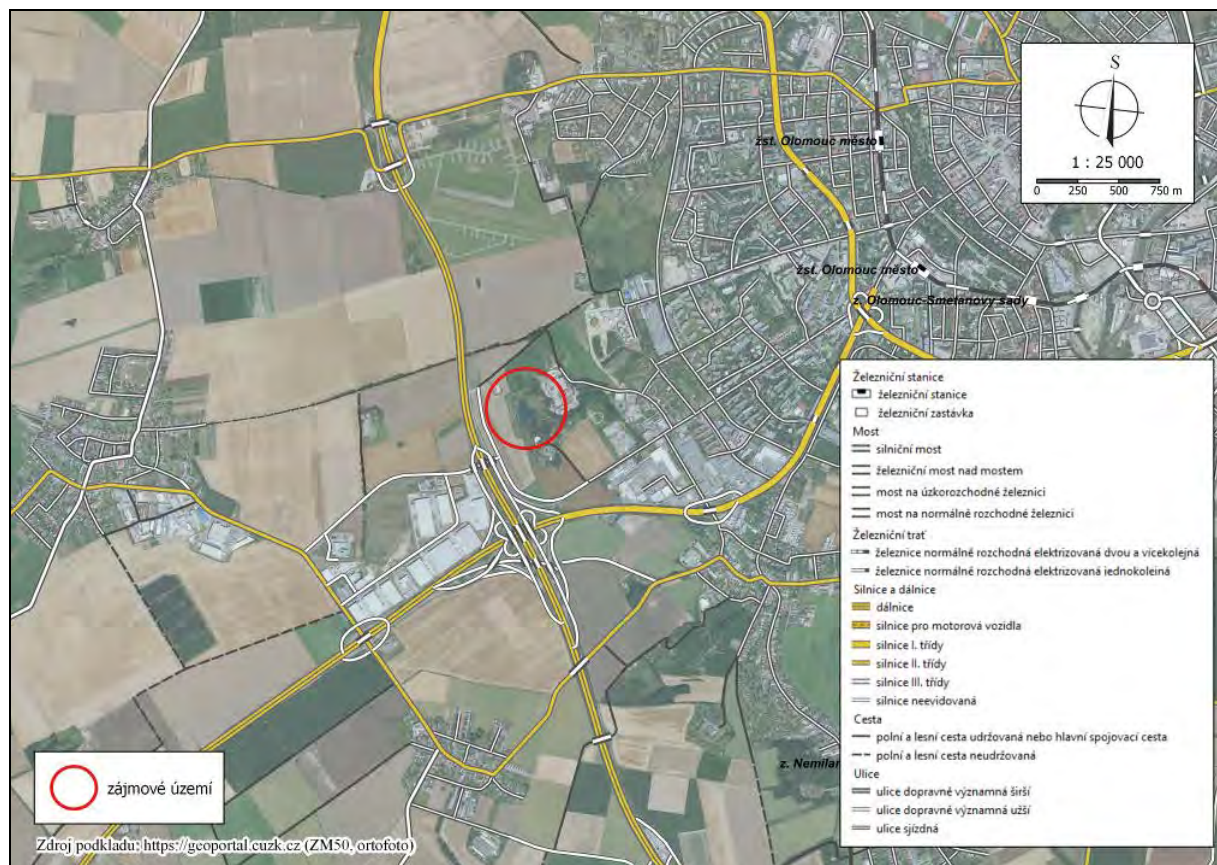 S
1 : 25 000
0 250 500 750 m
žst. Olomouc město
žst. Olomouc město
z. Olomouc-Smetanovy sady
Železniční stanice
železniční stanice
železniční zastávka
Most
silniční most
železniční most nad mostem
most na úzkorozchodné železnici
most na normálně rozchodné železnici
Železniční trať
železnice normálně rozchodná elektrizovaná dvou a vícekolejná
železnice normálně rozchodná elektrizovaná jednokolejná
Silnice a dálnice
dálnice
silnice pro motorová vozidla
silnice I. třídy
silnice II. třídy
silnice III. třídy
silnice neevidovaná
Cesta
polní a lesní cesta udržovaná nebo hlavní spojovací cesta
polní a lesní cesta neudržovaná
Ulice
ulice dopravně významná širší
ulice dopravně významná užší
ulice sjízdná
z. Nemilan
zájmové území
Zdroj podkladu: https://geoportal.cuzk.cz (ZM50, ortofoto)